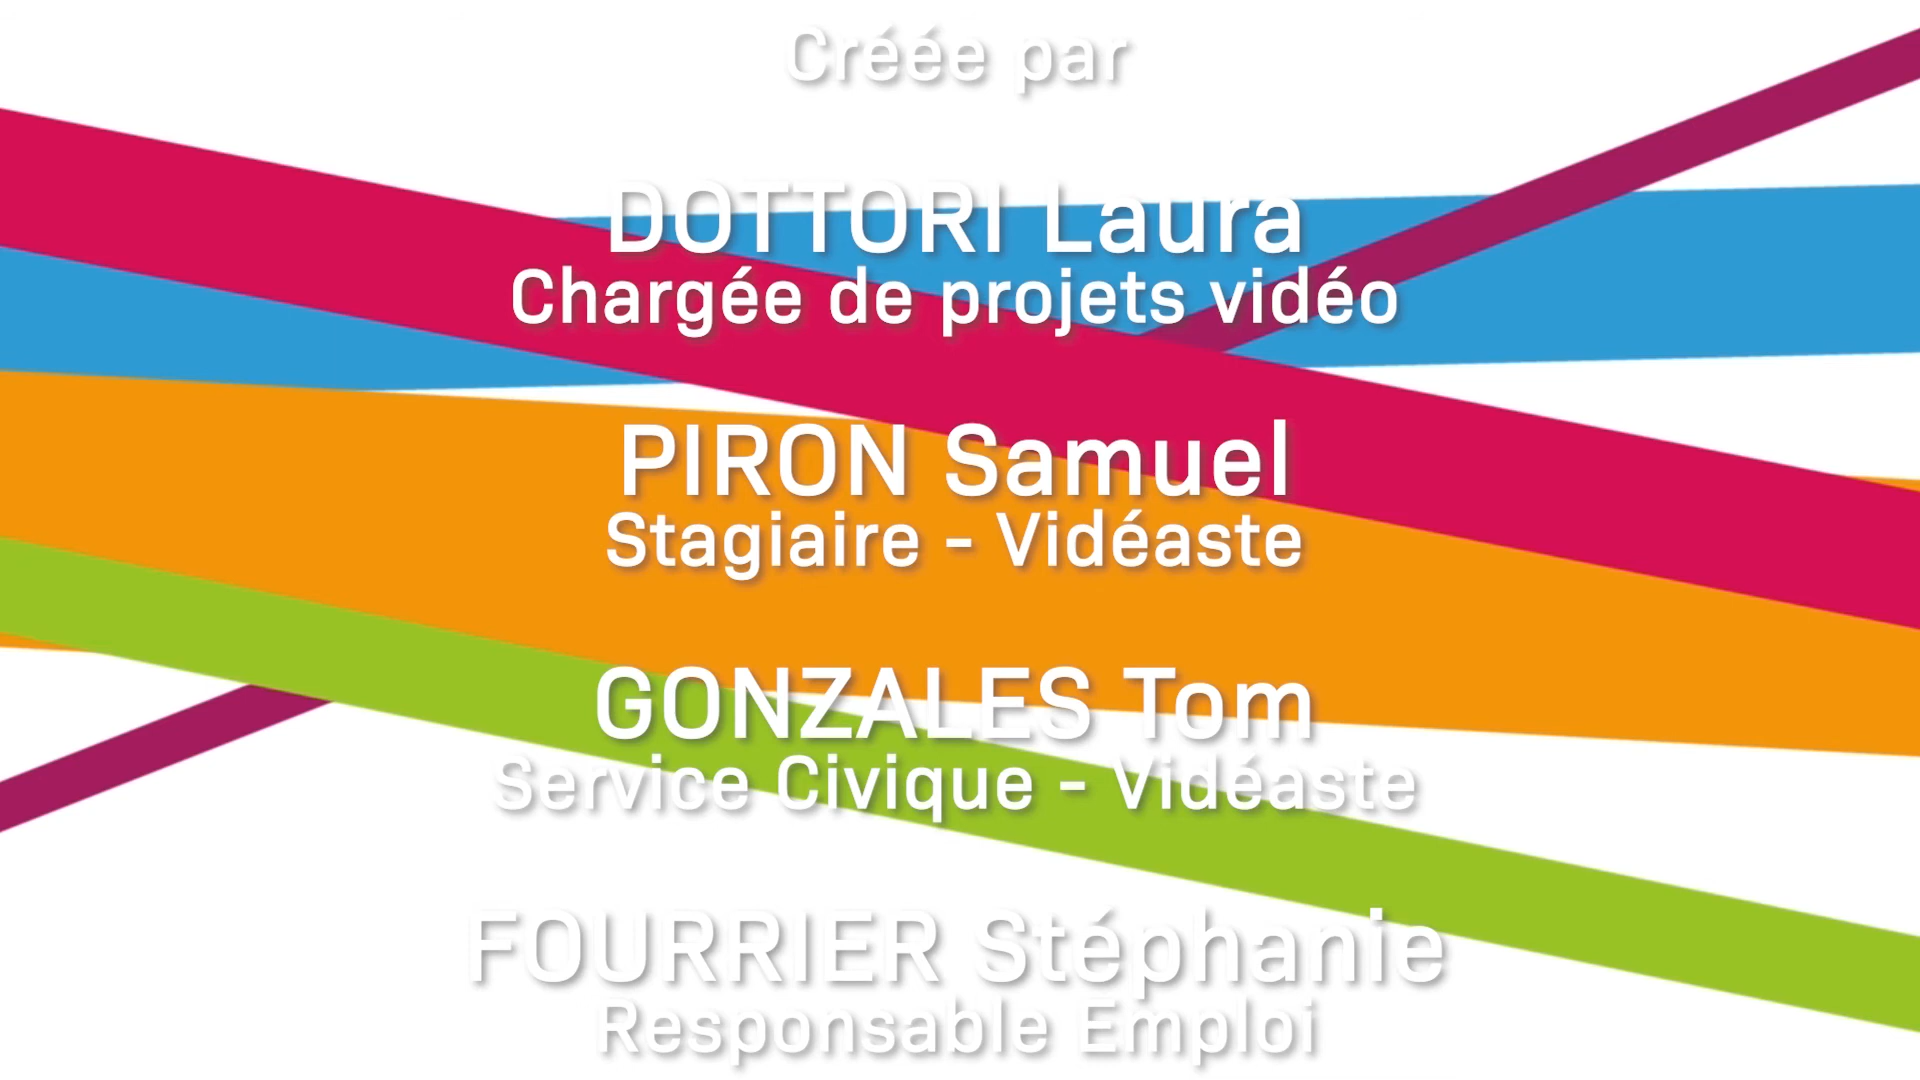 Créée par
DOTTORI Laura
Chargée de projets vidéo
PIRON Samuel
Stagiaire - Vidéaste
GONZALES Tom
Service Civique - Vidéaste
FOURRIER Stéphanie
Responsable Emploi